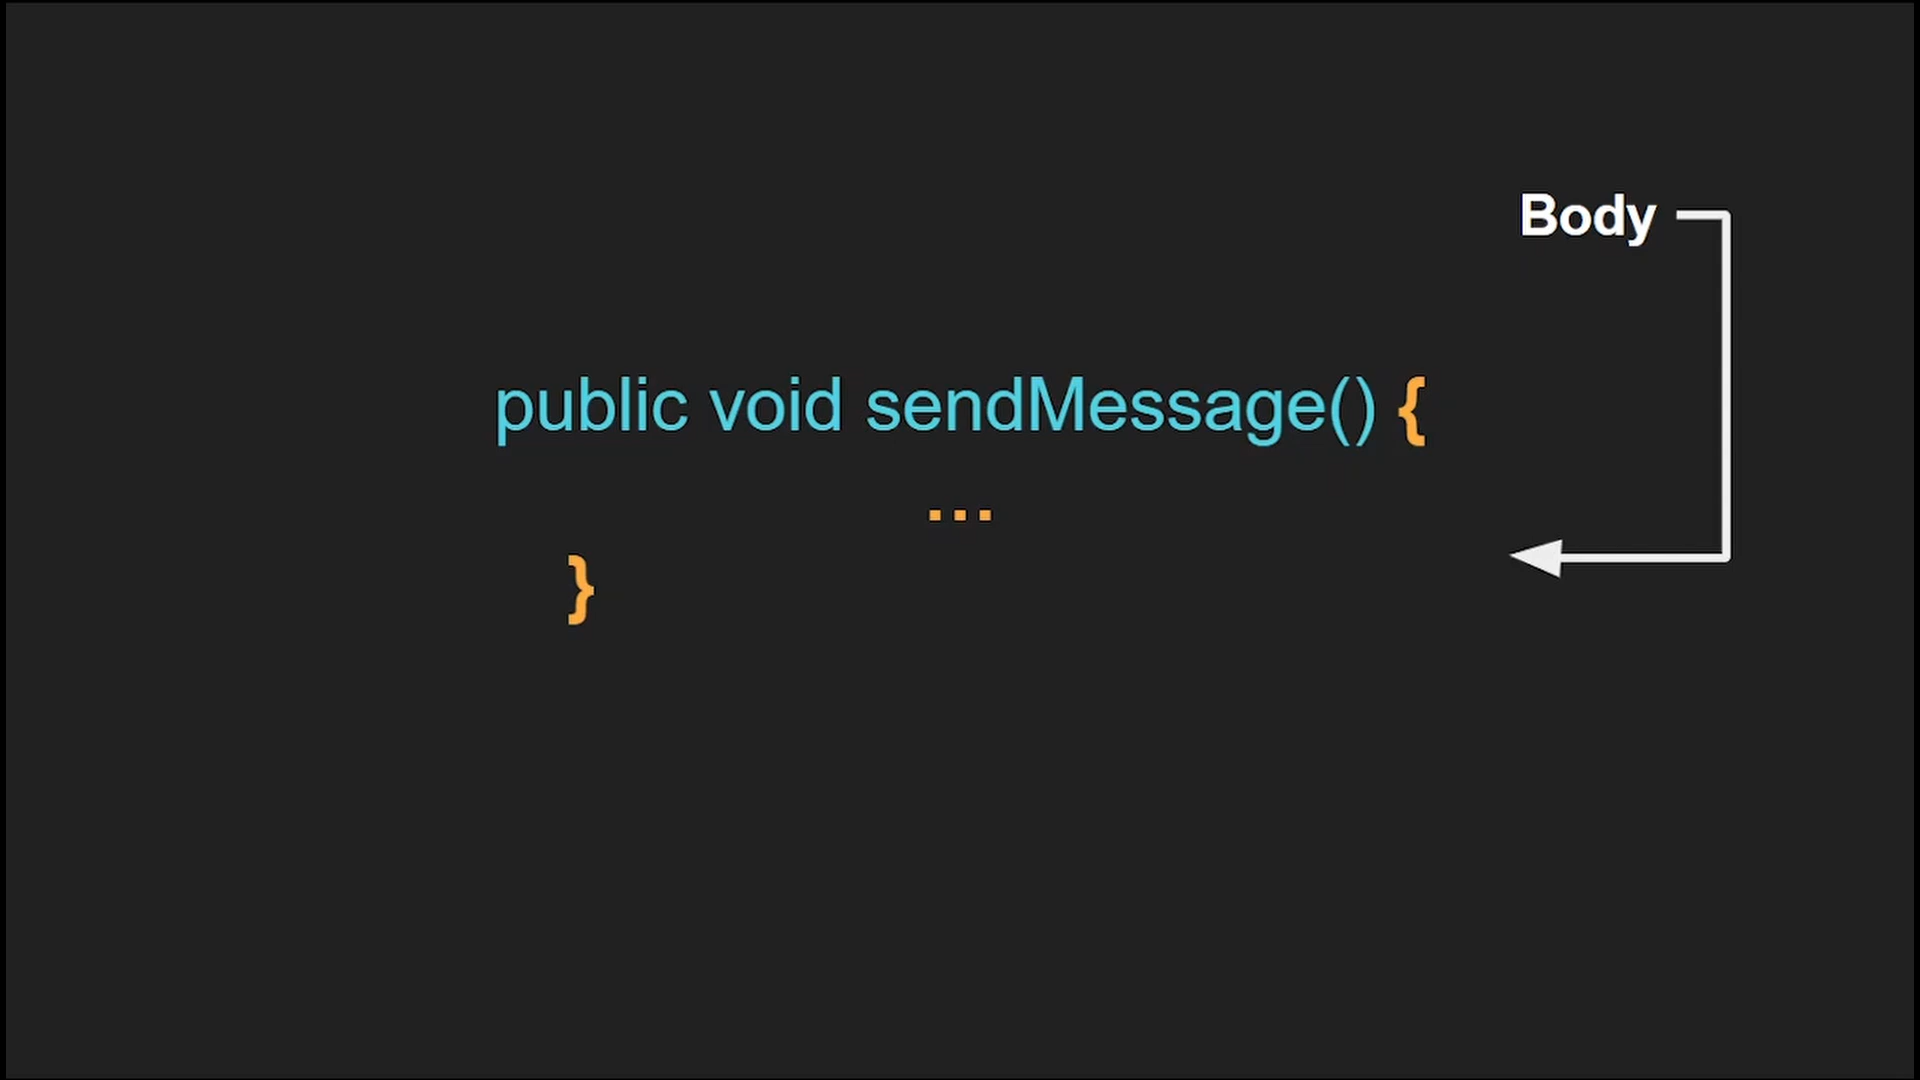 Body
public void sendMessage() {
...
}